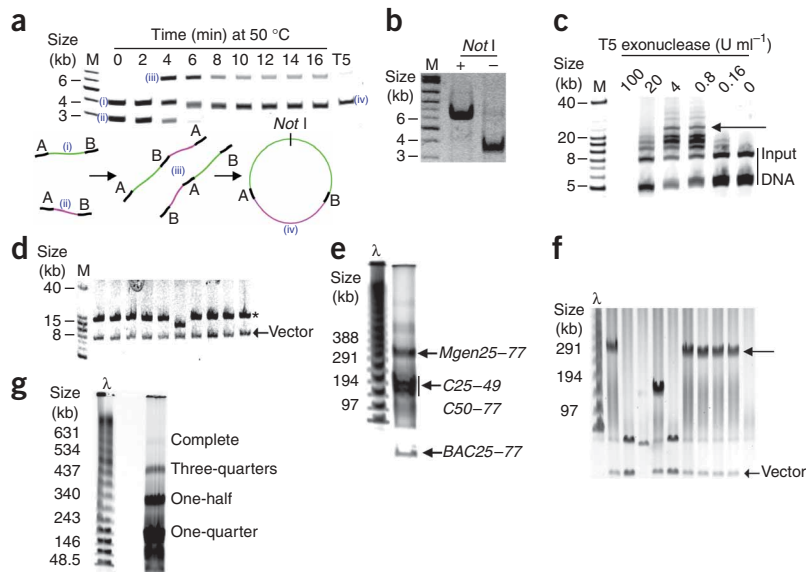 a
Time (min) at 50 °C
Size (kb)
M 0 2 4 6 8 10 12 14 16 T5
6
4
3
(iii)
(i)
(ii)
(iv)
A (i) B
A (ii) B
A B
(iii)
A B
A
B
Not I
A B
(iv)
b
Not I
M + −
Size (kb)
6
4
3
c
T5 exonuclease (U ml−1)
Size (kb)
M 100 20 4 0.8 0.16 0
40
20
8
5
Input
DNA
d
Size (kb)
M
40
15
8
*
Vector
e
λ
Size (kb)
388
291
194
97
Mgen25–77
C25–49
C50–77
BAC25–77
f
Size (kb)
λ
291
194
97
Vector
g
Size (kb)
λ
631
534
437
340
243
146
48.5
Complete
Three-quarters
One-half
One-quarter